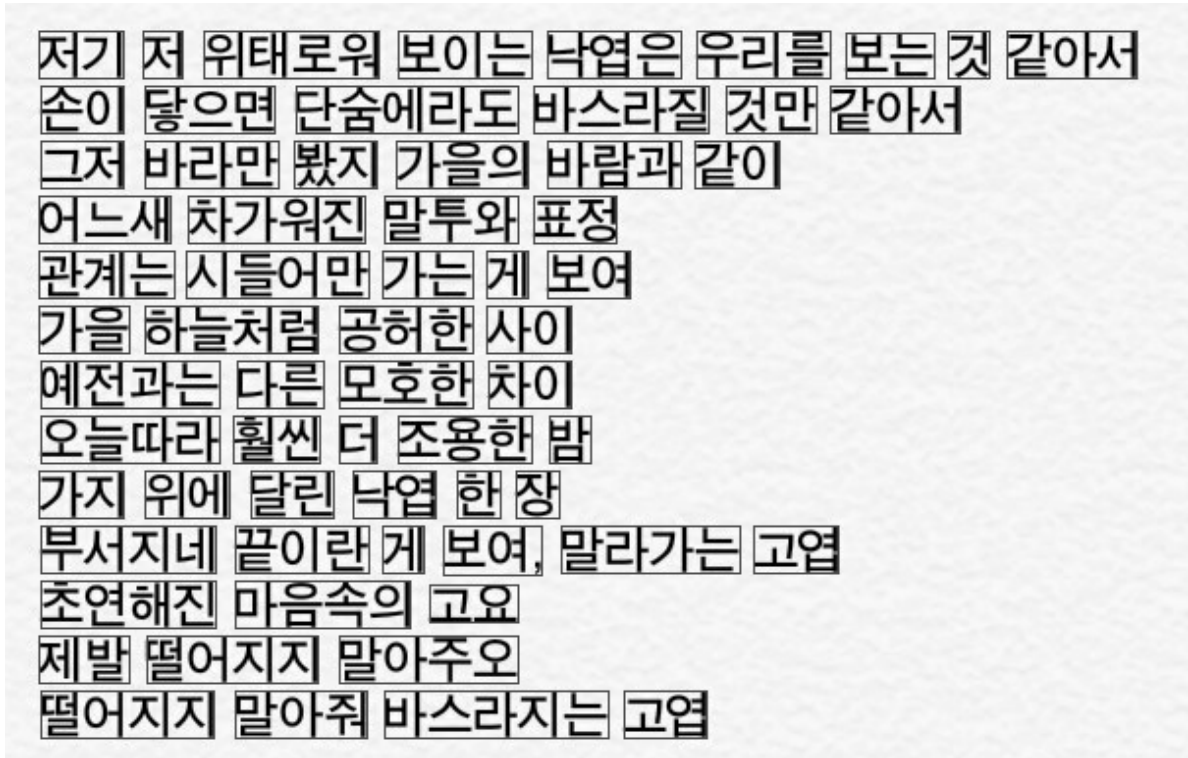 저기 저 위태로워 보이는 낙엽은 우리를 보는 것 같아서
손이 닿으면 단숨에라도 바스라질 것만 같아서
그저 바라만 봤지 가을의 바람과 같이
어느새 차가워진 말투와 표정
관계는 시들어만 가는 게 보여
가을 하늘처럼 공허한 사이
예전과는 다른 모호한 차이
오늘따라 훨씬 더 조용한 밤
가지 위에 달린 낙엽 한 장
부서지네 끝이란 게 보여, 말라가는 고엽
초연해진 마음속의 고요
제발 떨어지지 말아주오
떨어지지 말아줘 바스라지는 고엽